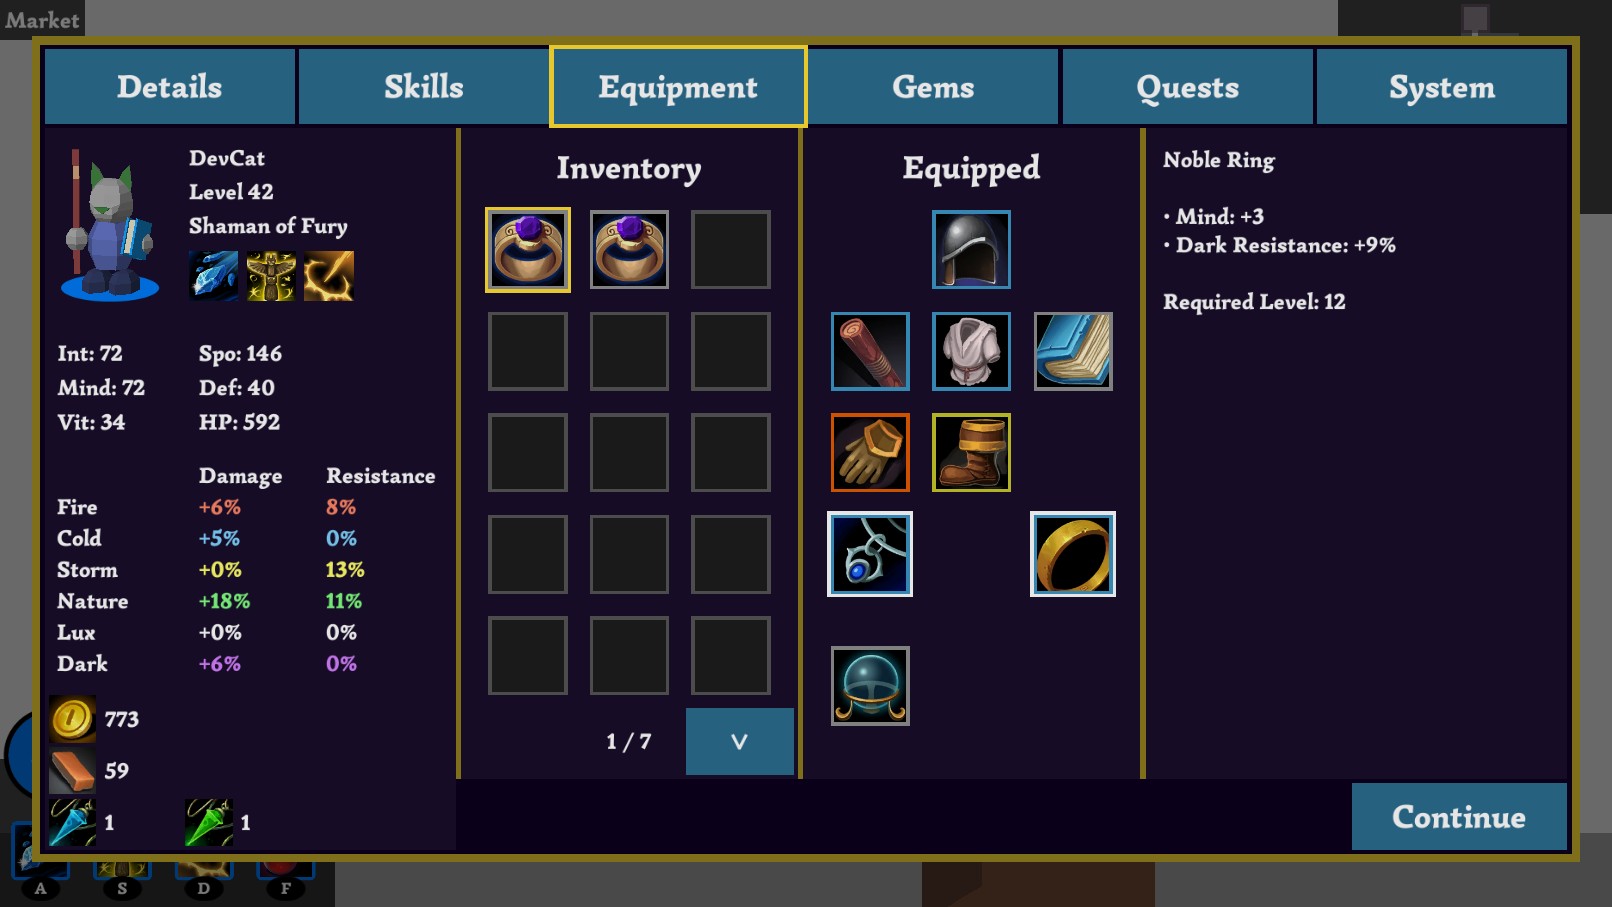 Market
Details
Skills
Equipment
Gems
Quests
System
DevCat
Level 42
Shaman of Fury
Int: 72
Spo: 146
Mind: 72
Def: 40
Vit: 34
HP: 592
Damage
Resistance
Fire +6% 8%
Cold +5% 0%
Storm +0% 13%
Nature +18% 11%
Lux +0% 0%
Dark +6% 0%
773
59
1
1
Inventory
1 / 7
V
Equipped
Noble Ring
• Mind: +3
• Dark Resistance: +9%
Required Level: 12
Continue
A
S
D
F